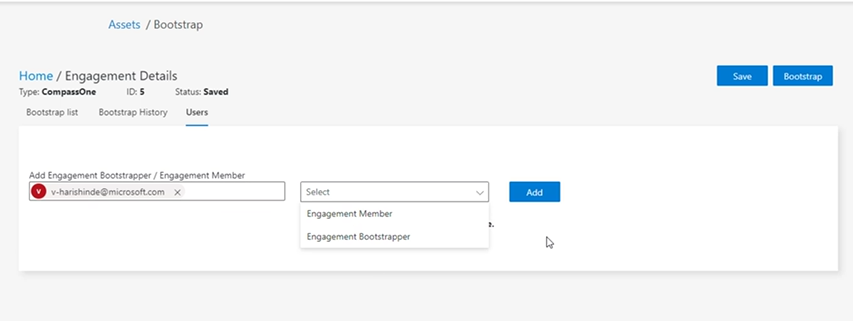 Assets / Bootstrap
Home / Engagement Details
Save
Bootstrap
Type: CompassOne ID: 5 Status: Saved
Bootstrap list Bootstrap History Users
Add Engagement Bootstrapper / Engagement Member
v v-harishinde@microsoft.com ×
Select
Add
Engagement Member
Engagement Bootstrapper